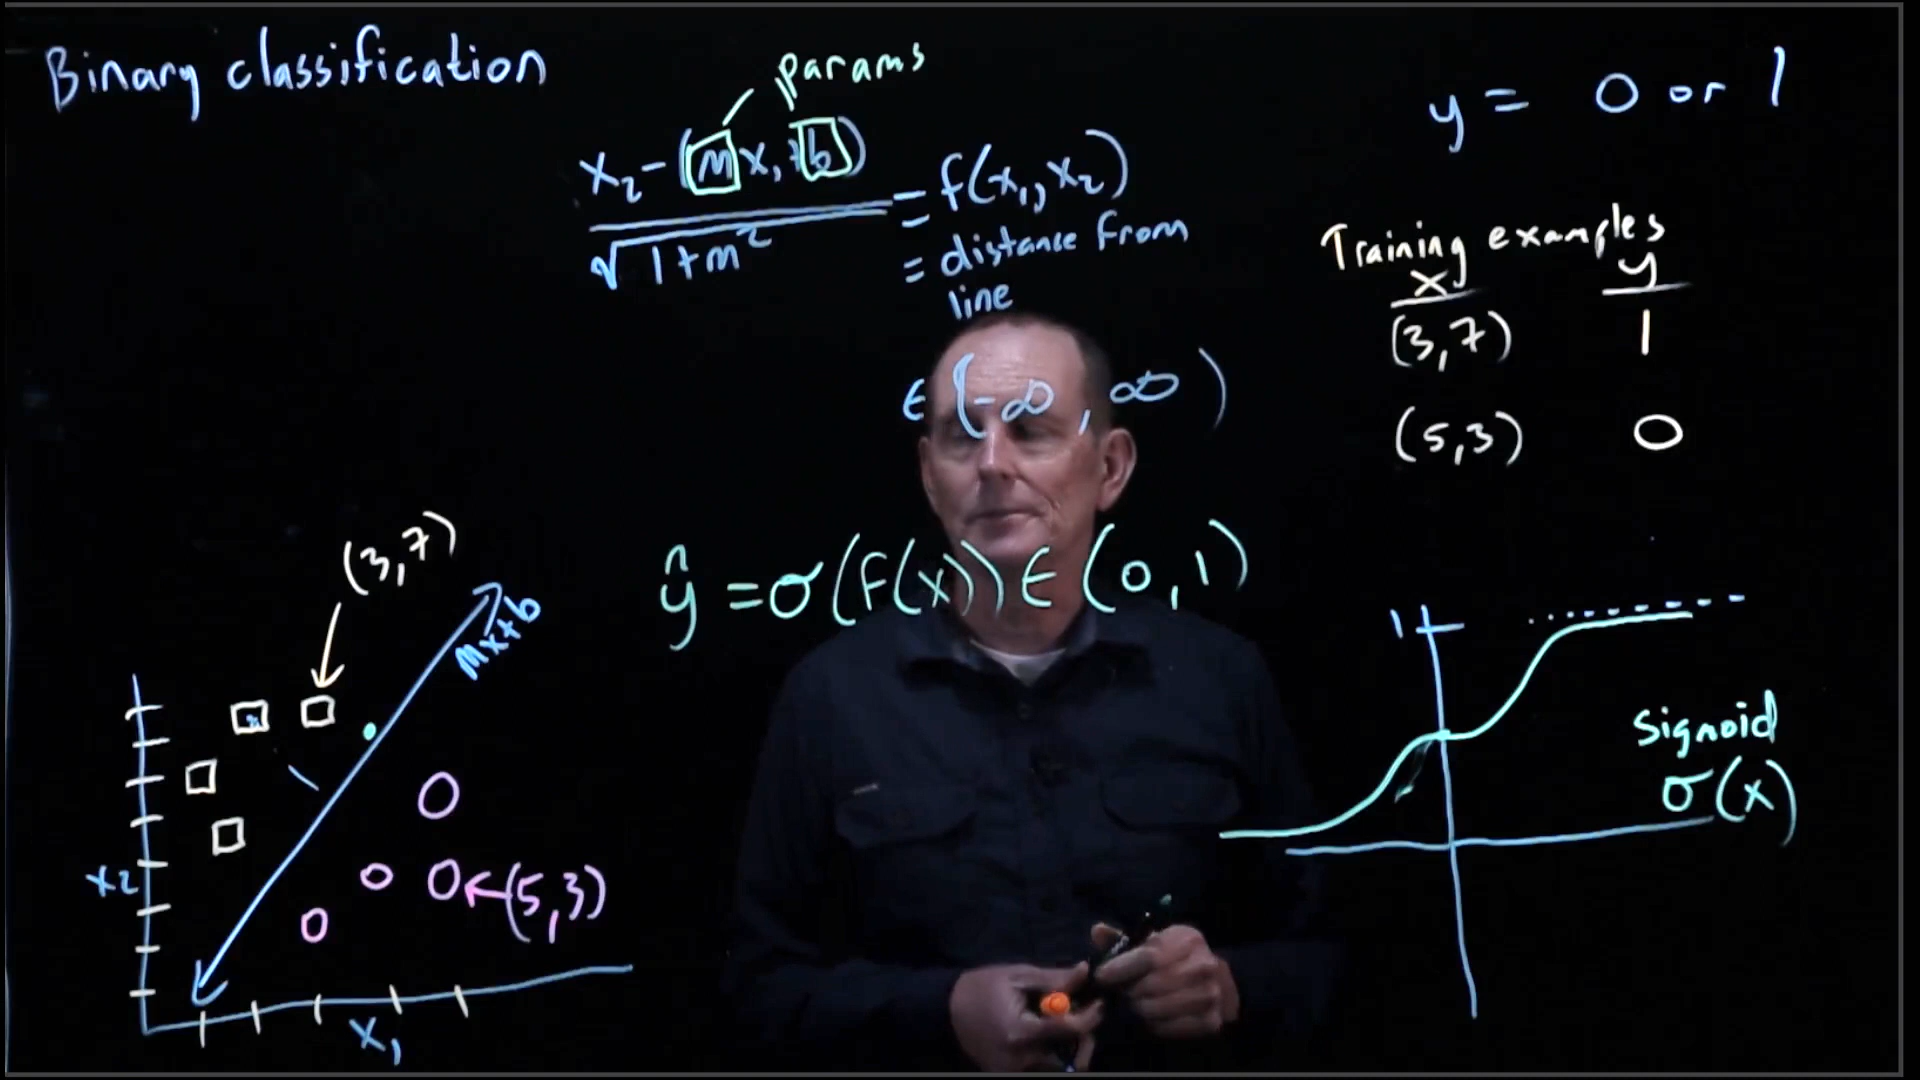 Binary classification
params
x₂ - (mx₁ + b)
√1+m²
= f(x₁, x₂)
= distance from
line
∈ (-∞, ∞)
ŷ = σ(f(x)) ∈ (0, 1)
y = 0 or 1
Training examples
x y
(3,7) 1
(5,3) 0
(3,7)
mx+b
x₂
(5,3)
x₁
1
sigmoid
σ(x)